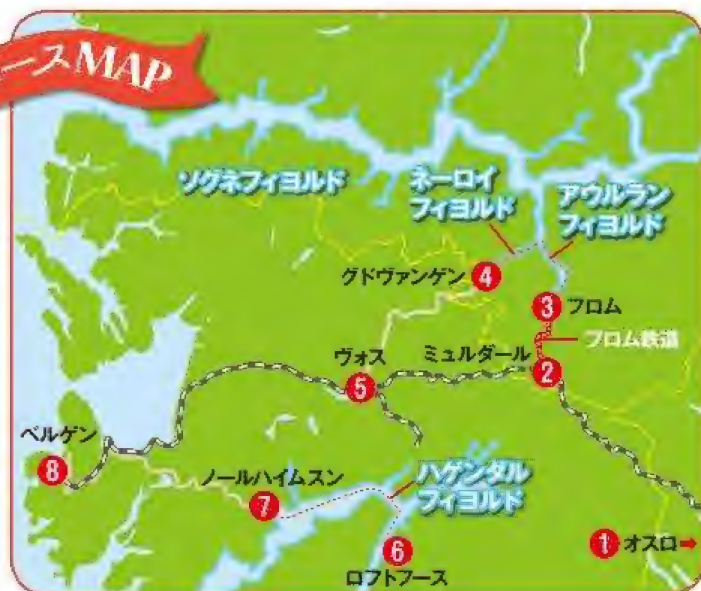 ースMAP
ソグネフィヨルド
ネーロイ
フィヨルド
アウルラン
フィヨルド
グドヴァンゲン
4
3
フロム
フロム鉄道
ヴォス
ミュルダール
5
2
ベルゲン
8
ノールハイムスン
7
ハゲンダル
フィヨルド
6
ロフトフース
1
オスロ➡